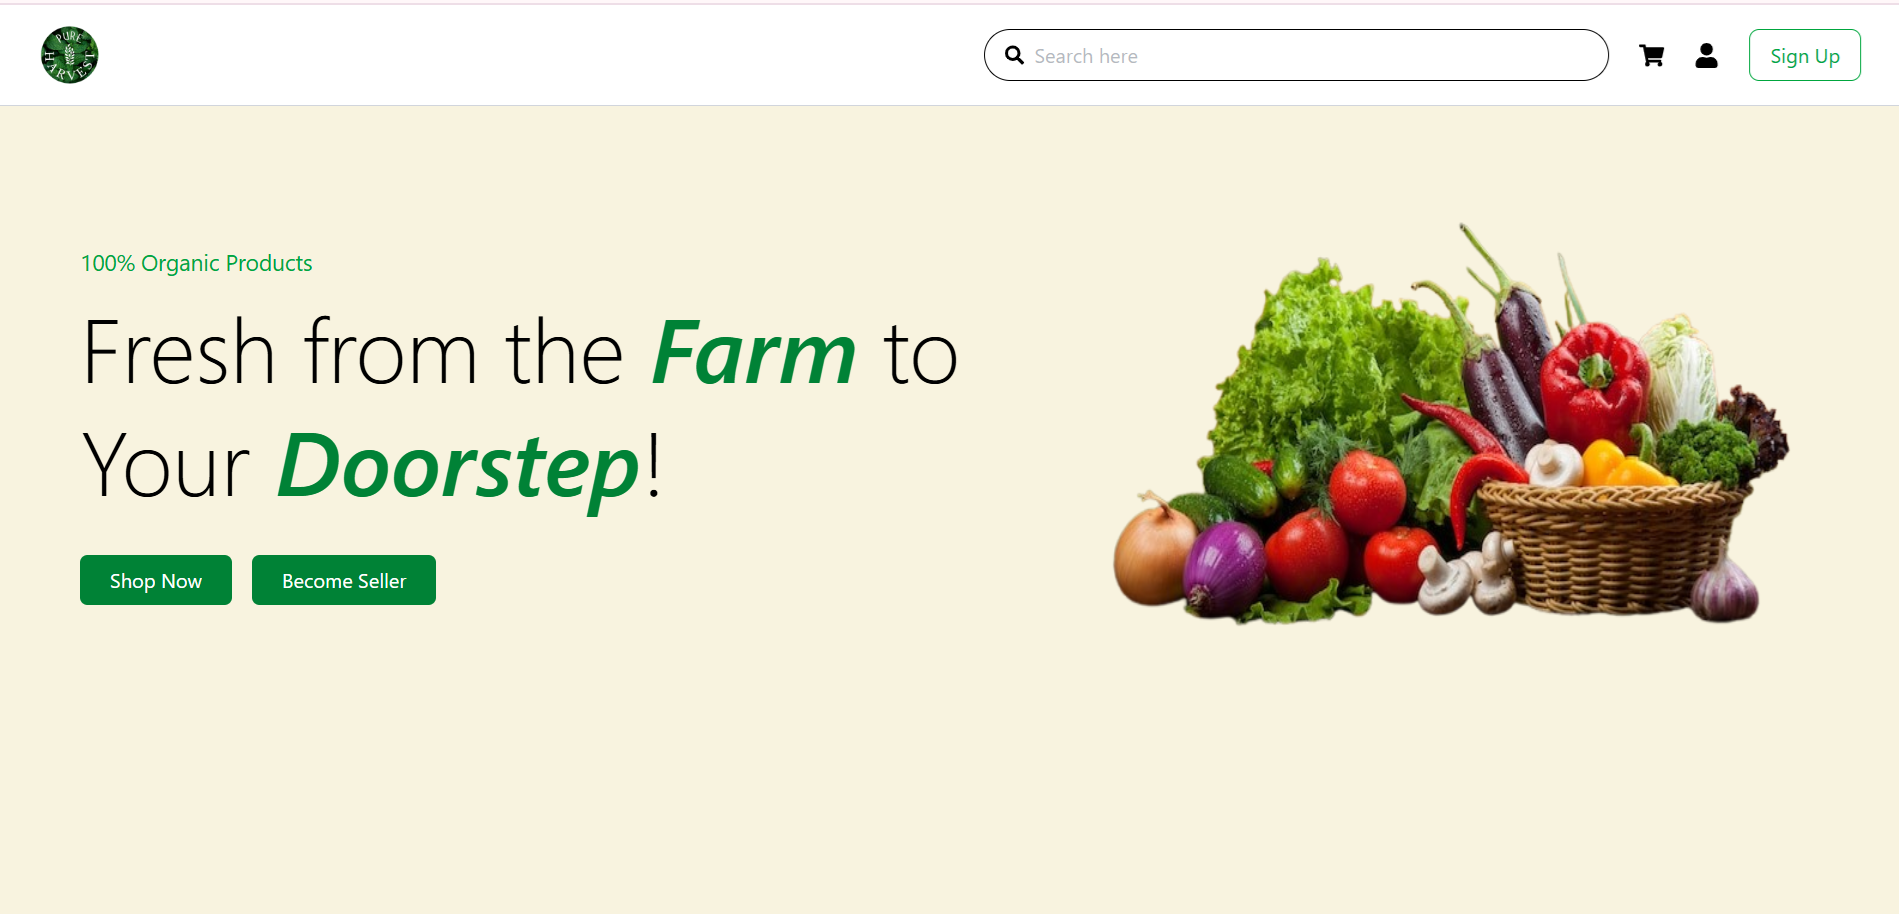 PURE
HARVEST
Search here
Sign Up
100% Organic Products
Fresh from the Farm to
Your Doorstep!
Shop Now
Become Seller